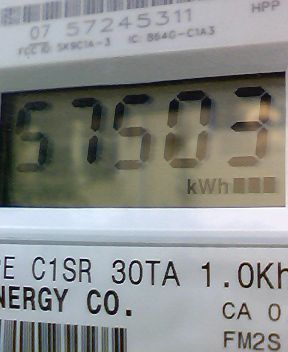 HPP
07 57245311
FCC ID: SK9C1A-3 IC: 864G-C1A3
57503
kWh
PE C1SR 30TA 1.0Kh
NERGY CO.
CA 0
FM2S